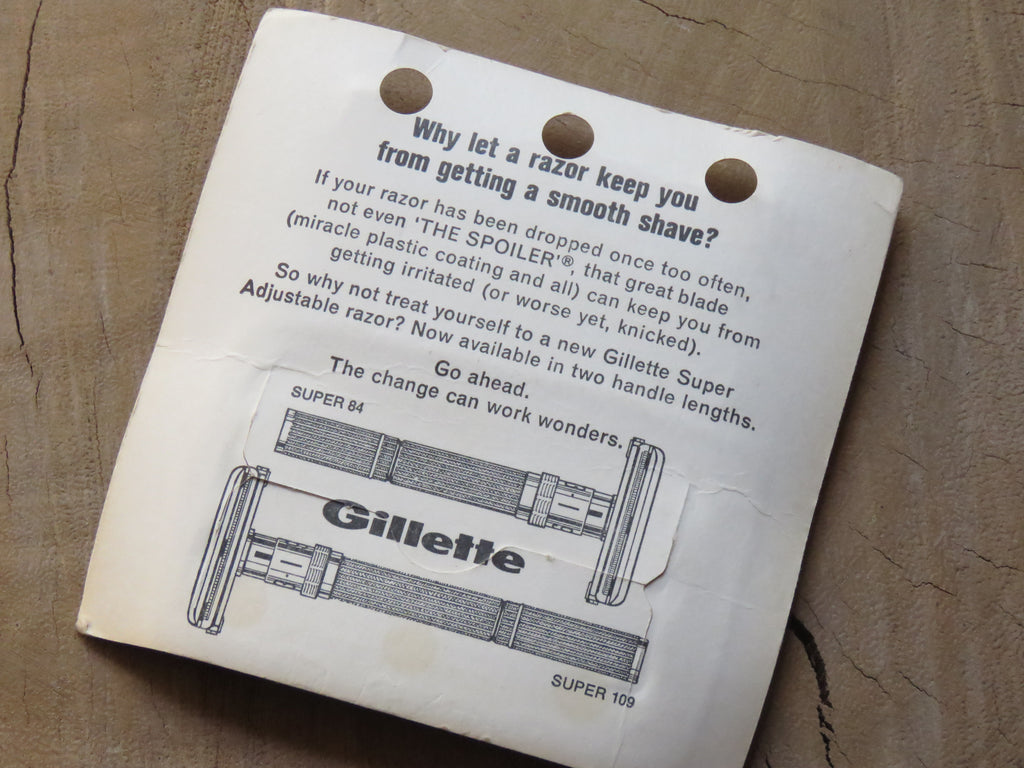 Why let a razor keep you
from getting a smooth shave?
If your razor has been dropped once too often,
not even 'THE SPOILER'®, that great blade
(miracle plastic coating and all) can keep you from
getting irritated (or worse yet, knicked).
So why not treat yourself to a new Gillette Super
Adjustable razor? Now available in two handle lengths.
Go ahead.
The change can work wonders.
SUPER 84
Gillette
SUPER 109